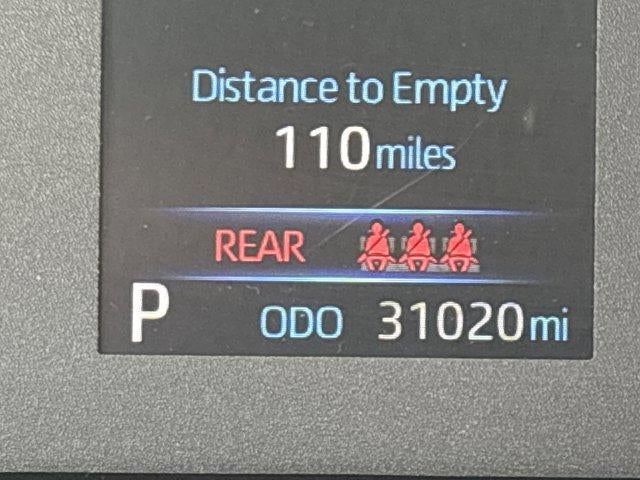 Distance to Empty
110 miles
REAR
P ODO 31020 mi